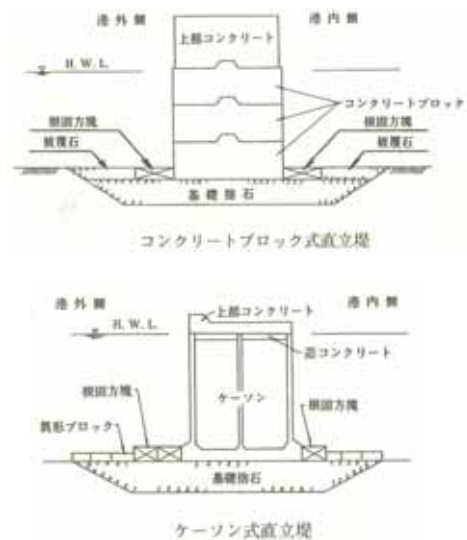 港外側 港内側
上部コンクリート
H.W.L.
コンクリートブロック
根固方塊 根固方塊
被覆石 被覆石
基礎捨石
コンクリートブロック式直立堤
港外側 港内側
上部コンクリート
H.W.L.
蓋コンクリート
ケーソン
根固方塊 根固方塊
異形ブロック
基礎捨石
ケーソン式直立堤